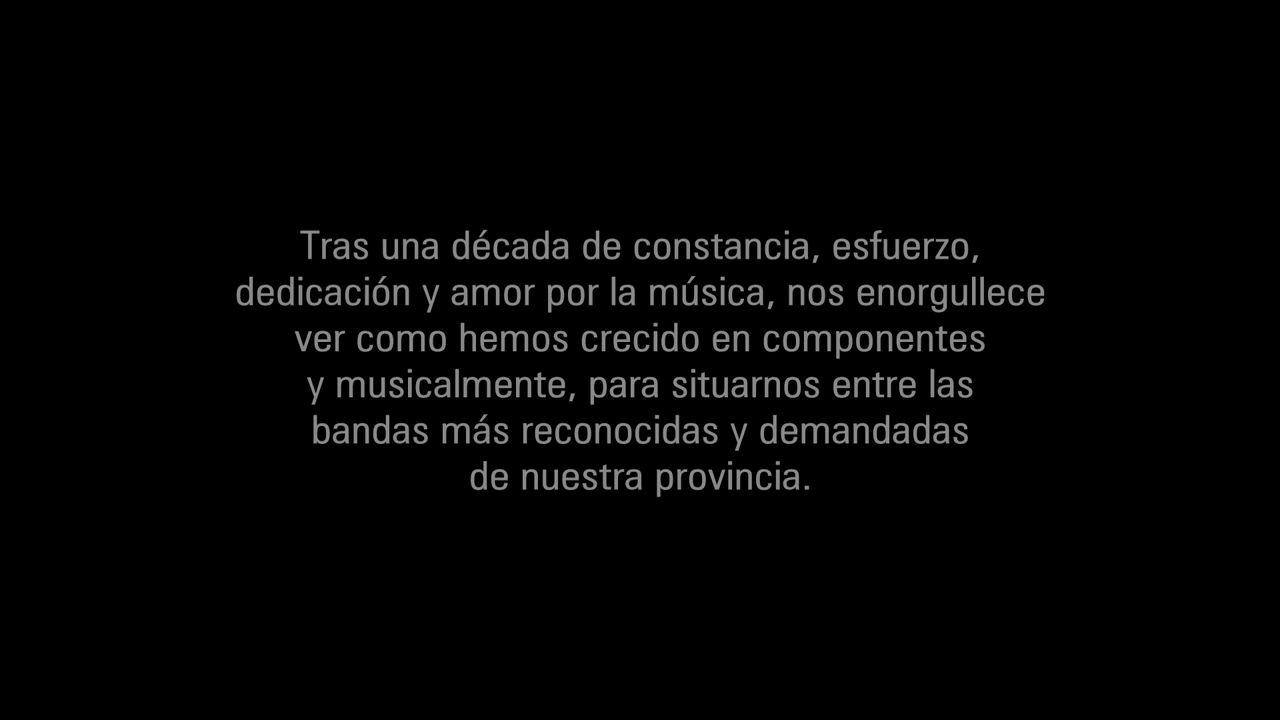 Tras una década de constancia, esfuerzo,
dedicación y amor por la música, nos enorgullece
ver como hemos crecido en componentes
y musicalmente, para situarnos entre las
bandas más reconocidas y demandadas
de nuestra provincia.